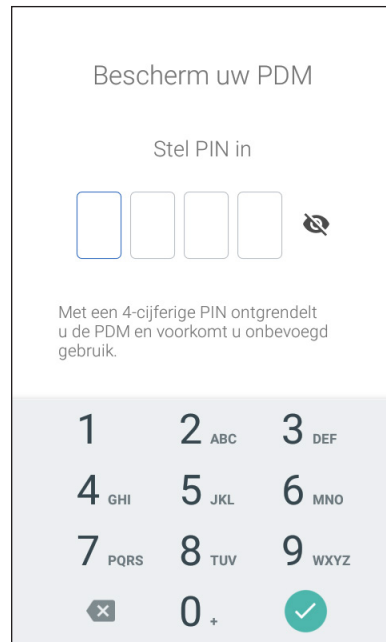 Bescherm uw PDM
Stel PIN in
Met een 4-cijferige PIN ontgrendelt
u de PDM en voorkomt u onbevoegd
gebruik.
1 2 ABC 3 DEF
4 GHI 5 JKL 6 MNO
7 PQRS 8 TUV 9 WXYZ
0 +